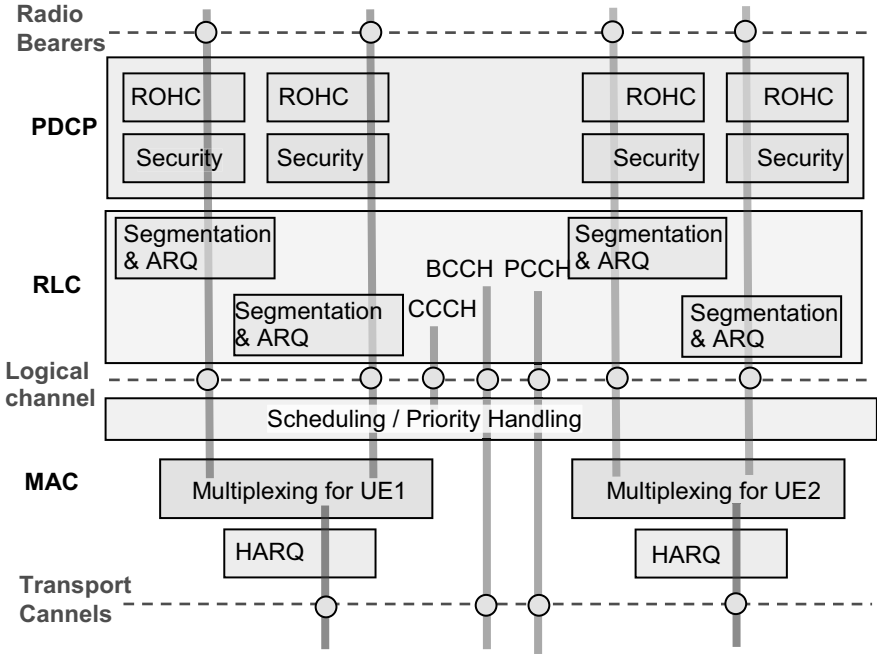 Radio
Bearers
PDCP
ROHC
ROHC
ROHC
ROHC
Security
Security
Security
Security
RLC
Segmentation
& ARQ
Segmentation
& ARQ
BCCH
PCCH
CCCH
Segmentation
& ARQ
Segmentation
& ARQ
Logical
channel
Scheduling / Priority Handling
MAC
Multiplexing for UE1
Multiplexing for UE2
HARQ
HARQ
Transport
Cannels